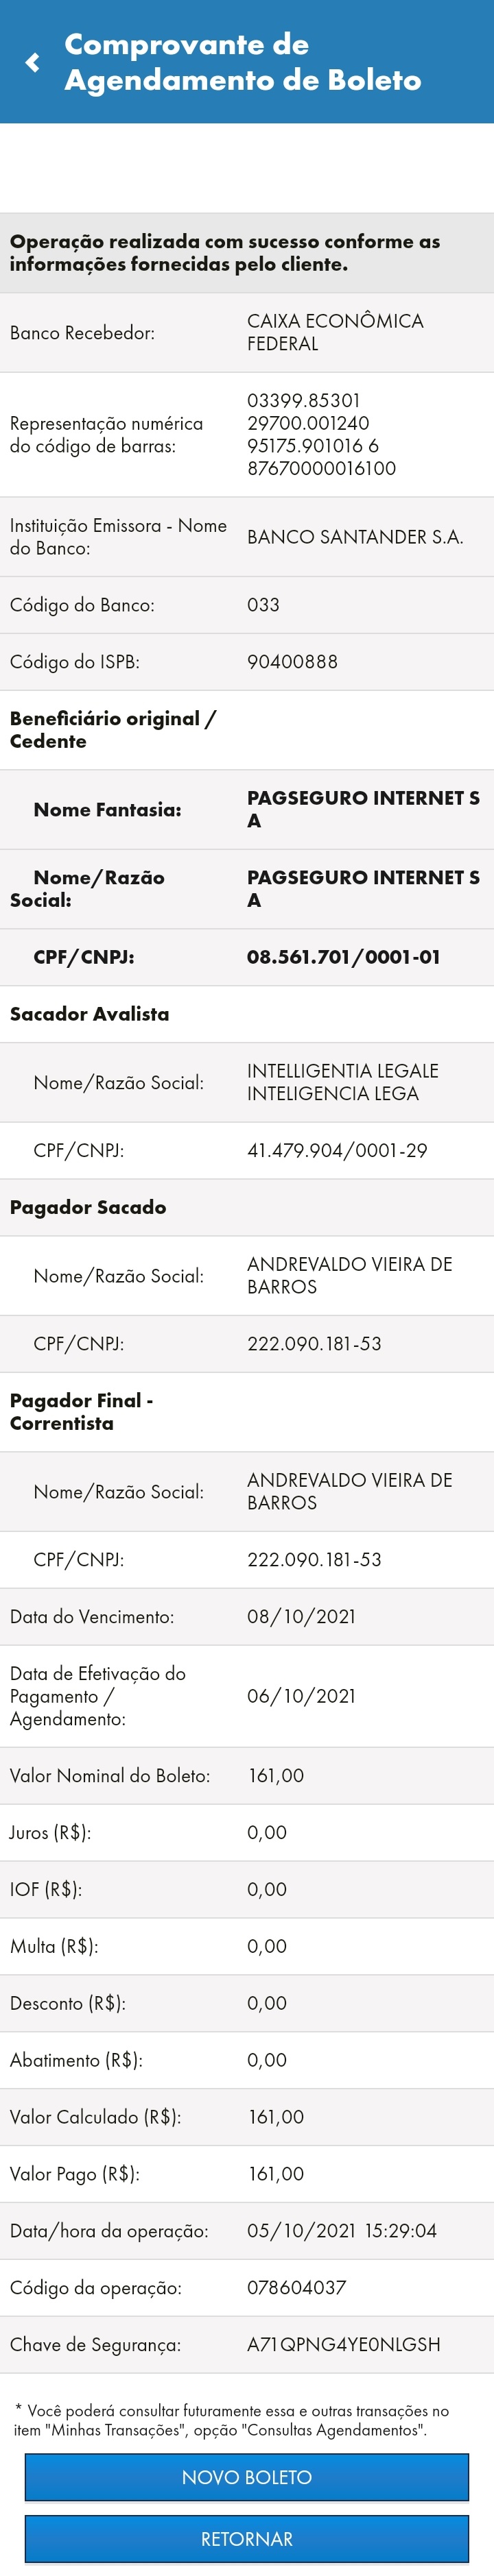 Comprovante de
Agendamento de Boleto
Operação realizada com sucesso conforme as
informações fornecidas pelo cliente.
Banco Recebedor:
CAIXA ECONÔMICA
FEDERAL
Representação numérica
do código de barras:
03399.85301
29700.001240
95175.901016 6
87670000016100
Instituição Emissora - Nome
do Banco:
BANCO SANTANDER S.A.
Código do Banco:
033
Código do ISPB:
90400888
Beneficiário original /
Cedente
Nome Fantasia:
PAGSEGURO INTERNET S
A
Nome/Razão
Social:
PAGSEGURO INTERNET S
A
CPF/CNPJ:
08.561.701/0001-01
Sacador Avalista
Nome/Razão Social:
INTELLIGENTIA LEGALE
INTELIGENCIA LEGA
CPF/CNPJ:
41.479.904/0001-29
Pagador Sacado
Nome/Razão Social:
ANDREVALDO VIEIRA DE
BARROS
CPF/CNPJ:
222.090.181-53
Pagador Final -
Correntista
Nome/Razão Social:
ANDREVALDO VIEIRA DE
BARROS
CPF/CNPJ:
222.090.181-53
Data do Vencimento:
08/10/2021
Data de Efetivação do
Pagamento /
Agendamento:
06/10/2021
Valor Nominal do Boleto:
161,00
Juros (R$):
0,00
IOF (R$):
0,00
Multa (R$):
0,00
Desconto (R$):
0,00
Abatimento (R$):
0,00
Valor Calculado (R$):
161,00
Valor Pago (R$):
161,00
Data/hora da operação:
05/10/2021 15:29:04
Código da operação:
078604037
Chave de Segurança:
A71QPNG4YE0NLGSH
* Você poderá consultar futuramente essa e outras transações no
item "Minhas Transações", opção "Consultas Agendamentos".
NOVO BOLETO
RETORNAR